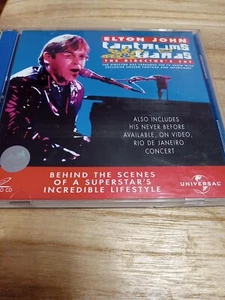 ELTON JOHN
tantrums
& tiaras
THE DIRECTOR'S CUT
ALSO INCLUDES
HIS NEVER BEFORE
AVAILABLE, ON VIDEO,
RIO DE JANEIRO
CONCERT
BEHIND THE SCENES
OF A SUPERSTAR'S
INCREDIBLE LIFESTYLE
UNIVERSAL